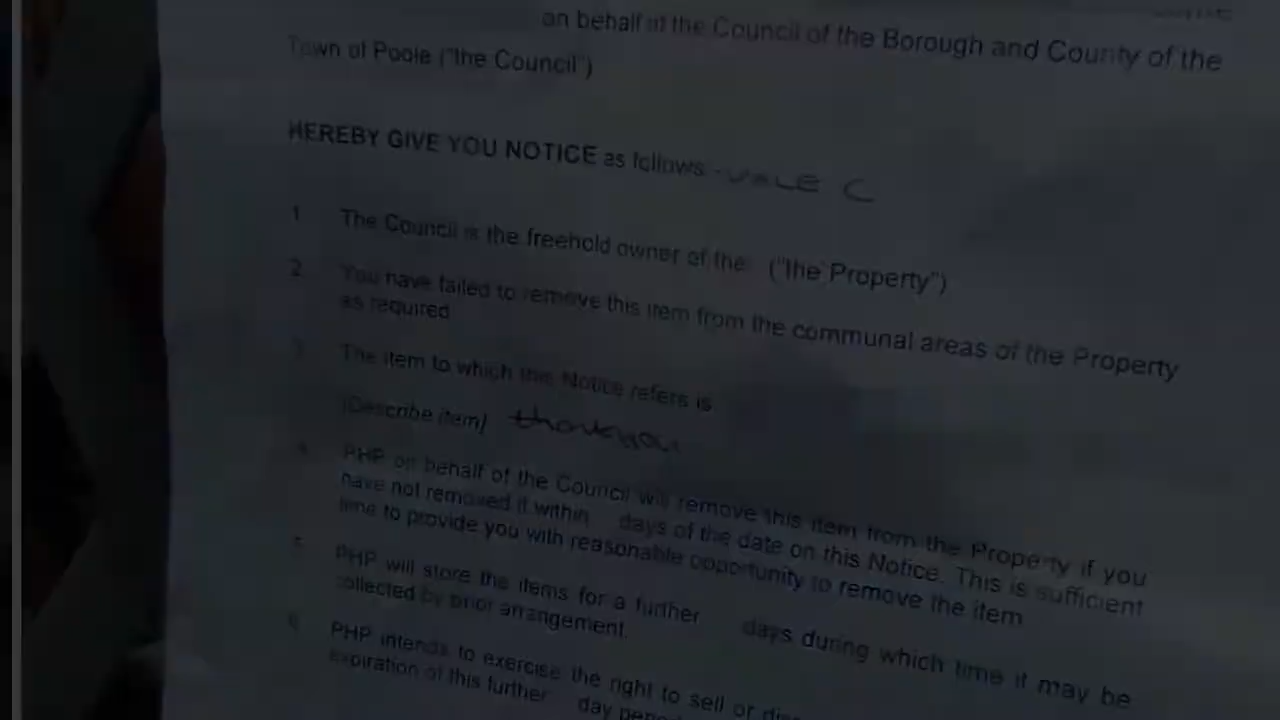 on behalf of the Council of the Borough and County of the
Town of Poole ("the Council")
HEREBY GIVE YOU NOTICE as follows:-
1. The Council is the freehold owner of the ("the Property")
2. You have failed to remove this item from the communal areas of the Property
as required
3. The item to which this Notice refers is
[Describe item] thankyou
4. PHP on behalf of the Council will remove this item from the Property if you
have not removed it within days of the date on this Notice. This is sufficient
time to provide you with reasonable opportunity to remove the item
5. PHP will store the items for a further days during which time it may be
collected by prior arrangement.
6. PHP intends to exercise the right to sell or
expiration of this further day